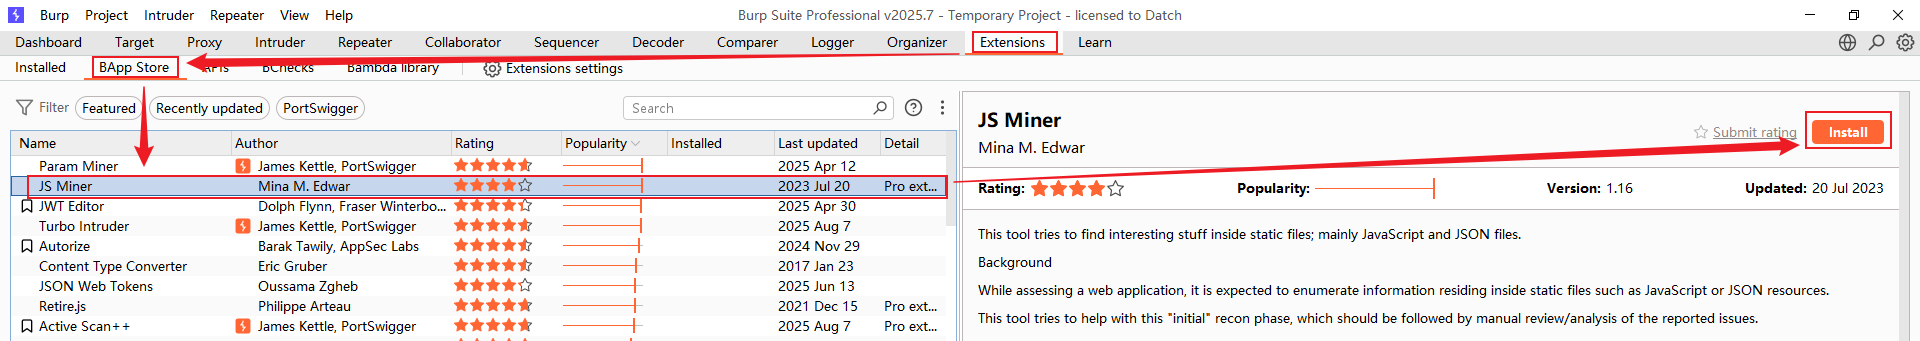 Burp Project Intruder Repeater View Help
Burp Suite Professional v2025.7 - Temporary Project - licensed to Datch
Dashboard Target Proxy Intruder Repeater Collaborator Sequencer Decoder Comparer Logger Organizer Extensions Learn
Installed BApp Store APIs BChecks Bambda library Extensions settings
Filter Featured Recently updated PortSwigger Search
Name Author Rating Popularity Installed Last updated Detail
Param Miner James Kettle, PortSwigger 2025 Apr 12
JS Miner Mina M. Edwar 2023 Jul 20 Pro ext...
JWT Editor Dolph Flynn, Fraser Winterbo... 2025 Apr 30
Turbo Intruder James Kettle, PortSwigger 2025 Aug 7
Autorize Barak Tawily, AppSec Labs 2024 Nov 29
Content Type Converter Eric Gruber 2017 Jan 23
JSON Web Tokens Oussama Zgheb 2025 Jun 13
Retire.js Philippe Arteau 2021 Dec 15 Pro ext...
Active Scan++ James Kettle, PortSwigger 2025 Aug 7 Pro ext...
JS Miner
Mina M. Edwar
Submit rating Install
Rating: Popularity: Version: 1.16 Updated: 20 Jul 2023
This tool tries to find interesting stuff inside static files; mainly JavaScript and JSON files.
Background
While assessing a web application, it is expected to enumerate information residing inside static files such as JavaScript or JSON resources.
This tool tries to help with this "initial" recon phase, which should be followed by manual review/analysis of the reported issues.